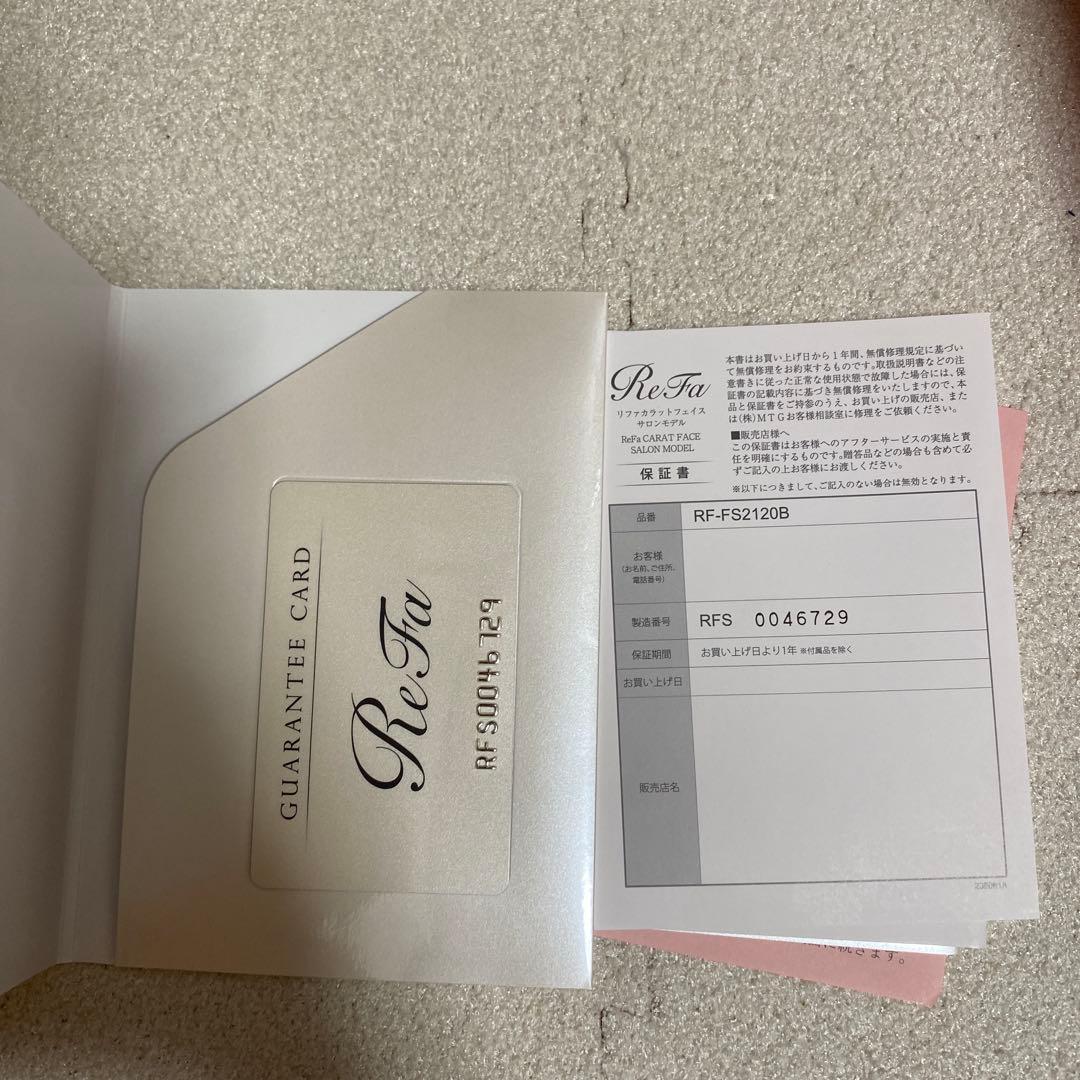 GUARANTEE CARD
ReFa
RFS0046729
ReFa
リファカラットフェイス
サロンモデル
ReFa CARAT FACE
SALON MODEL
保証書
本書はお買い上げ日から1年間、無償修理規定に基づい
て無償修理をお約束するものです。取扱説明書などの注
意書きに従った正常な使用状態で故障した場合には、保
証書の記載内容に基づき無償修理をいたしますので、本
品と保証書をご持参のうえ、お買い上げの販売店、また
は(株)MTGお客様相談室に修理をご依頼ください。
■販売店様へ
この保証書はお客様へのアフターサービスの実施と責
任を明確にするものです。贈答品などの場合も含めて必
ずご記入の上お客様にお渡しください。
※以下につきまして、ご記入のない場合は無効となります。
品番 RF-FS2120B
お客様
(お名前、ご住所、
電話番号)
製造番号 RFS 0046729
保証期間 お買い上げ日より1年 ※付属品を除く
お買い上げ日
販売店名
に続きます。